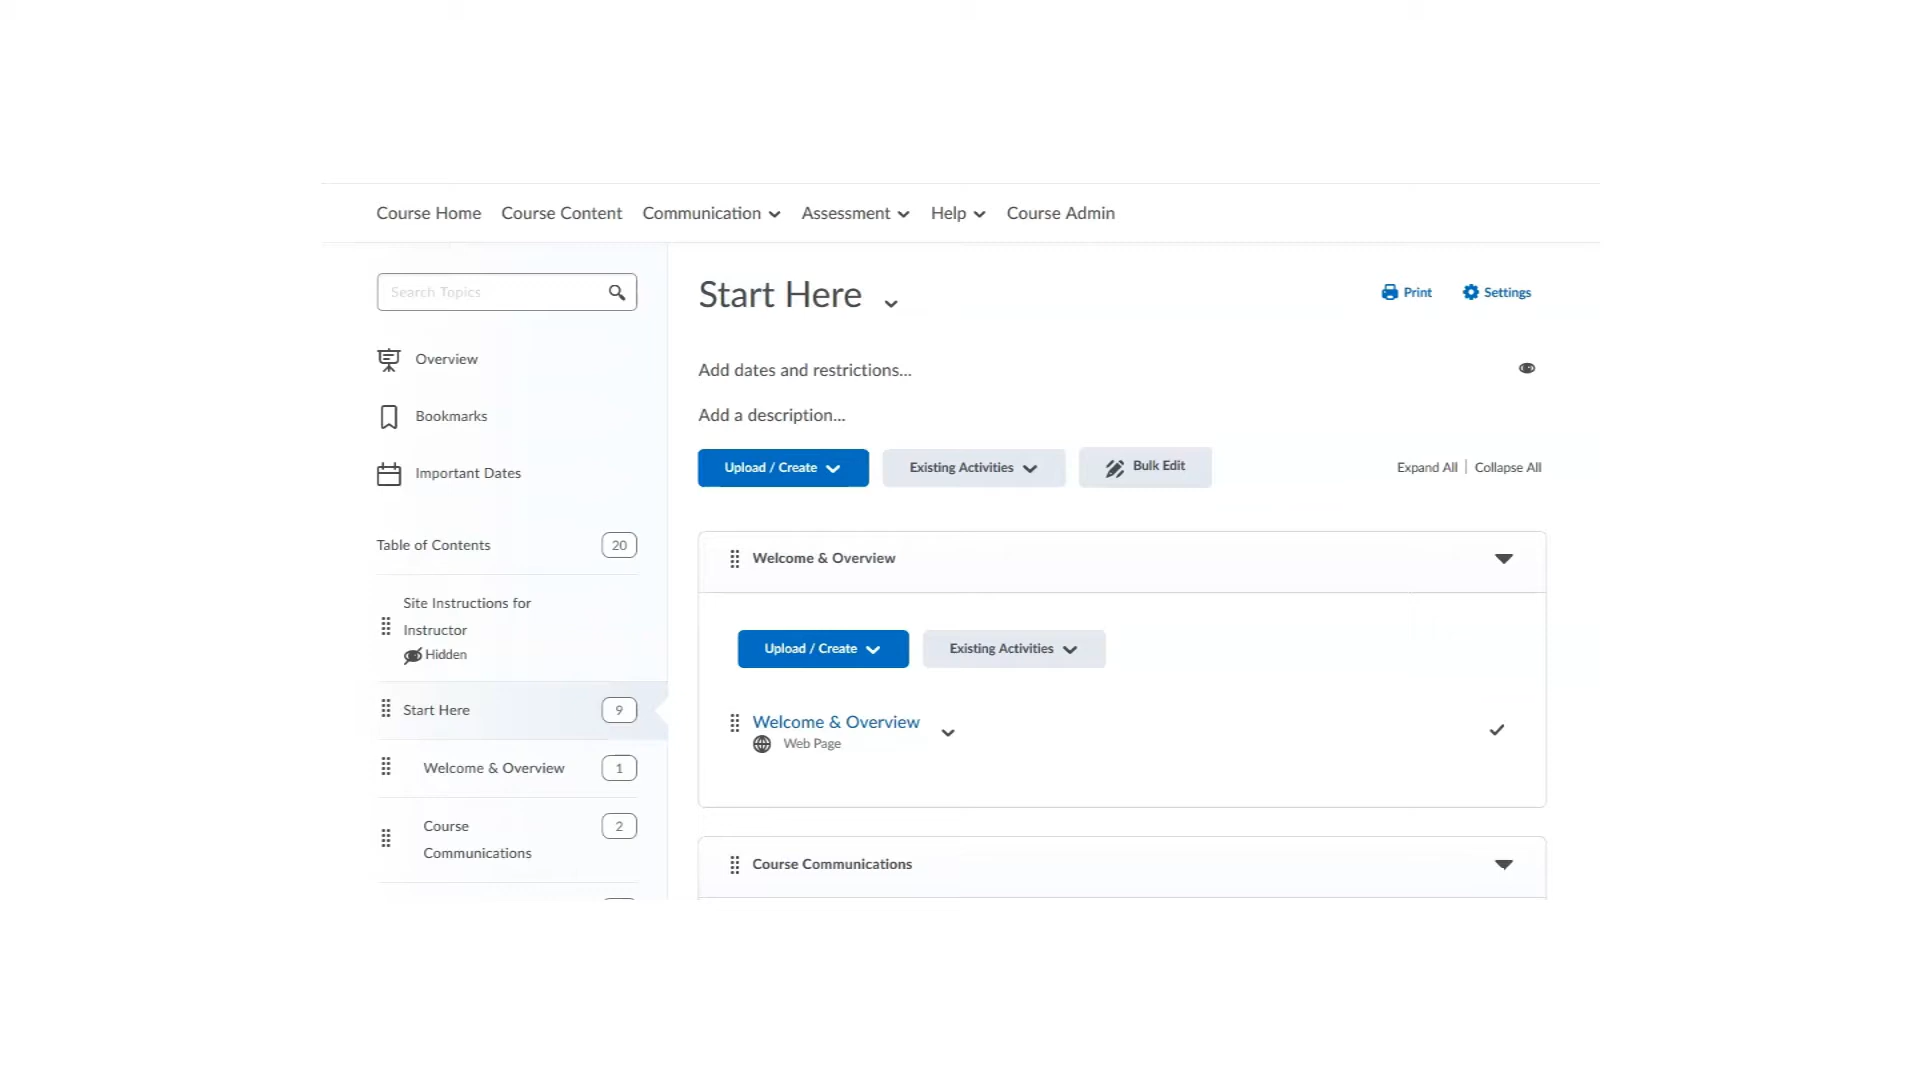 Course Home Course Content Communication Assessment Help Course Admin
Search Topics
Overview
Bookmarks
Important Dates
Table of Contents 20
Site Instructions for
Instructor
Hidden
Start Here 9
Welcome & Overview 1
Course 2
Communications
Start Here
Print Settings
Add dates and restrictions...
Add a description...
Upload / Create Existing Activities Bulk Edit Expand All | Collapse All
Welcome & Overview
Upload / Create Existing Activities
Welcome & Overview
Web Page
Course Communications